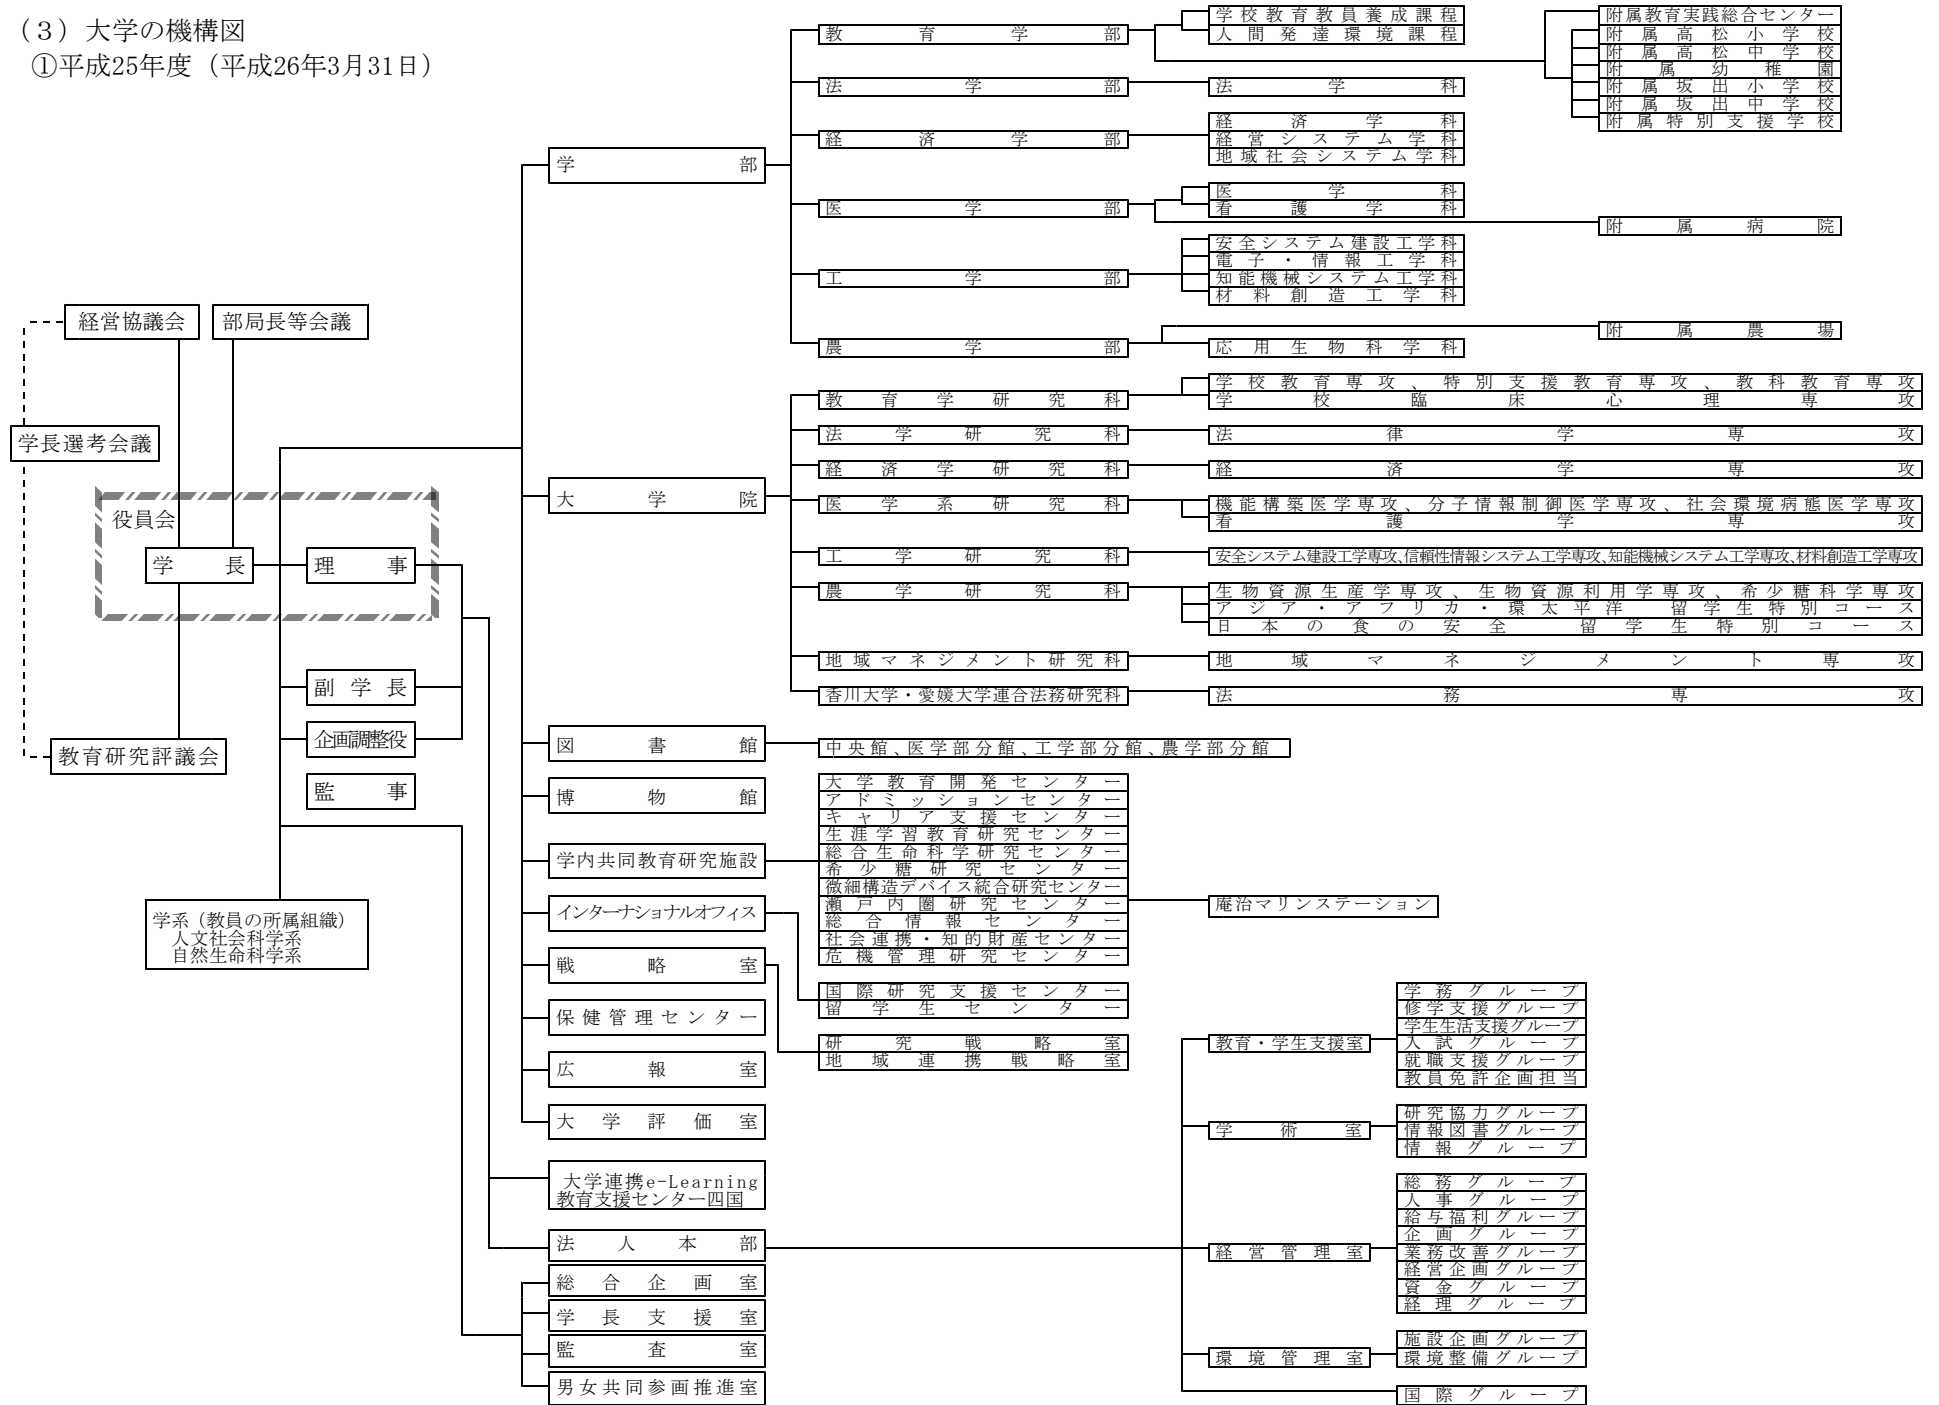 （３）大学の機構図
①平成25年度（平成26年3月31日）
経営協議会
部局長等会議
学長選考会議
役員会
学長
理事
副学長
企画調整役
監事
教育研究評議会
学系（教員の所属組織）
人文社会科学系
自然生命科学系
学部
教育学部
学校教育教員養成課程
人間発達環境課程
附属教育実践総合センター
附属高松小学校
附属高松中学校
附属幼稚園
附属坂出小学校
附属坂出中学校
附属特別支援学校
法学部
法学科
経済学部
経済学科
経営システム学科
地域社会システム学科
医学部
医学科
看護学科
附属病院
工学部
安全システム建設工学科
電子・情報工学科
知能機械システム工学科
材料創造工学科
農学部
附属農場
応用生物科学科
大学院
教育学研究科
学校教育専攻、特別支援教育専攻、教科教育専攻
学校臨床心理専攻
法学研究科
法律学専攻
経済学研究科
経済学専攻
医学系研究科
機能構築医学専攻、分子情報制御医学専攻、社会環境病態医学専攻
看護学専攻
工学研究科
安全システム建設工学専攻、信頼性情報システム工学専攻、知能機械システム工学専攻、材料創造工学専攻
農学研究科
生物資源生産学専攻、生物資源利用学専攻、希少糖科学専攻
アジア・アフリカ・環太平洋　留学生特別コース
日本の食の安全　留学生特別コース
地域マネジメント研究科
地域マネジメント専攻
香川大学・愛媛大学連合法務研究科
法務専攻
図書館
中央館、医学部分館、工学部分館、農学部分館
博物館
学内共同教育研究施設
大学教育開発センター
アドミッションセンター
キャリア支援センター
生涯学習教育研究センター
総合生命科学研究センター
希少糖研究センター
微細構造デバイス統合研究センター
瀬戸内圏研究センター
総合情報センター
社会連携・知的財産センター
危機管理研究センター
庵治マリンステーション
インターナショナルオフィス
国際研究支援センター
留学生センター
戦略室
研究戦略室
地域連携戦略室
保健管理センター
広報室
大学評価室
大学連携e-Learning
教育支援センター四国
法人本部
教育・学生支援室
学務グループ
修学支援グループ
学生生活支援グループ
入試グループ
就職支援グループ
教員免許企画担当
学術室
研究協力グループ
情報図書グループ
情報グループ
経営管理室
総務グループ
人事グループ
給与福利グループ
企画グループ
業務改善グループ
経営企画グループ
資金グループ
経理グループ
環境管理室
施設企画グループ
環境整備グループ
国際グループ
総合企画室
学長支援室
監査室
男女共同参画推進室